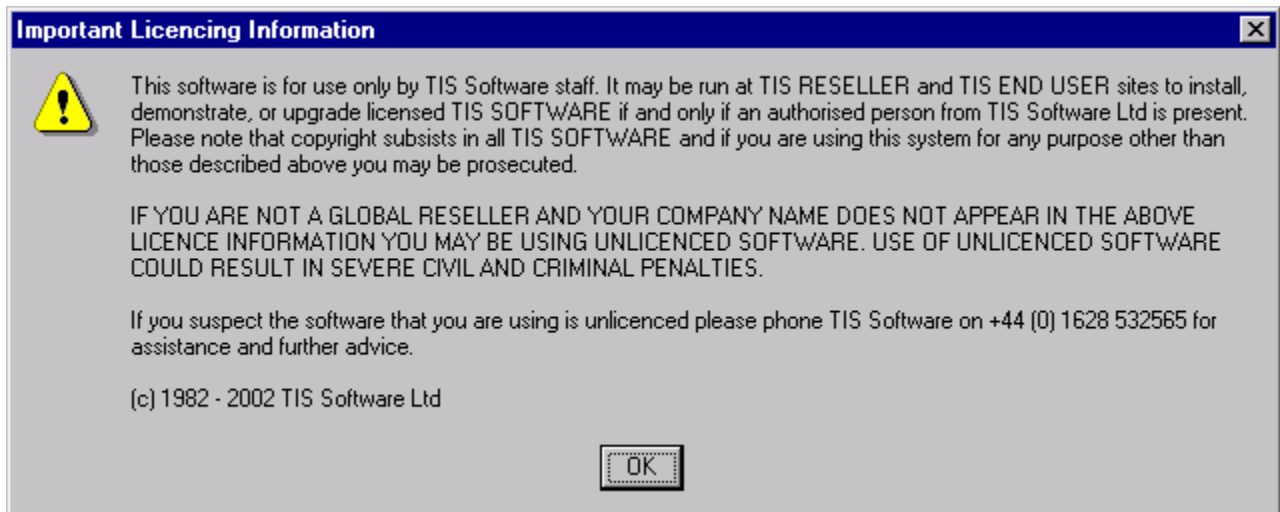 Important Licencing Information
This software is for use only by TIS Software staff. It may be run at TIS RESELLER and TIS END USER sites to install,
demonstrate, or upgrade licensed TIS SOFTWARE if and only if an authorised person from TIS Software Ltd is present.
Please note that copyright subsists in all TIS SOFTWARE and if you are using this system for any purpose other than
those described above you may be prosecuted.
IF YOU ARE NOT A GLOBAL RESELLER AND YOUR COMPANY NAME DOES NOT APPEAR IN THE ABOVE
LICENCE INFORMATION YOU MAY BE USING UNLICENCED SOFTWARE. USE OF UNLICENCED SOFTWARE
COULD RESULT IN SEVERE CIVIL AND CRIMINAL PENALTIES.
If you suspect the software that you are using is unlicenced please phone TIS Software on +44 (0) 1628 532565 for
assistance and further advice.
(c) 1982 - 2002 TIS Software Ltd
OK